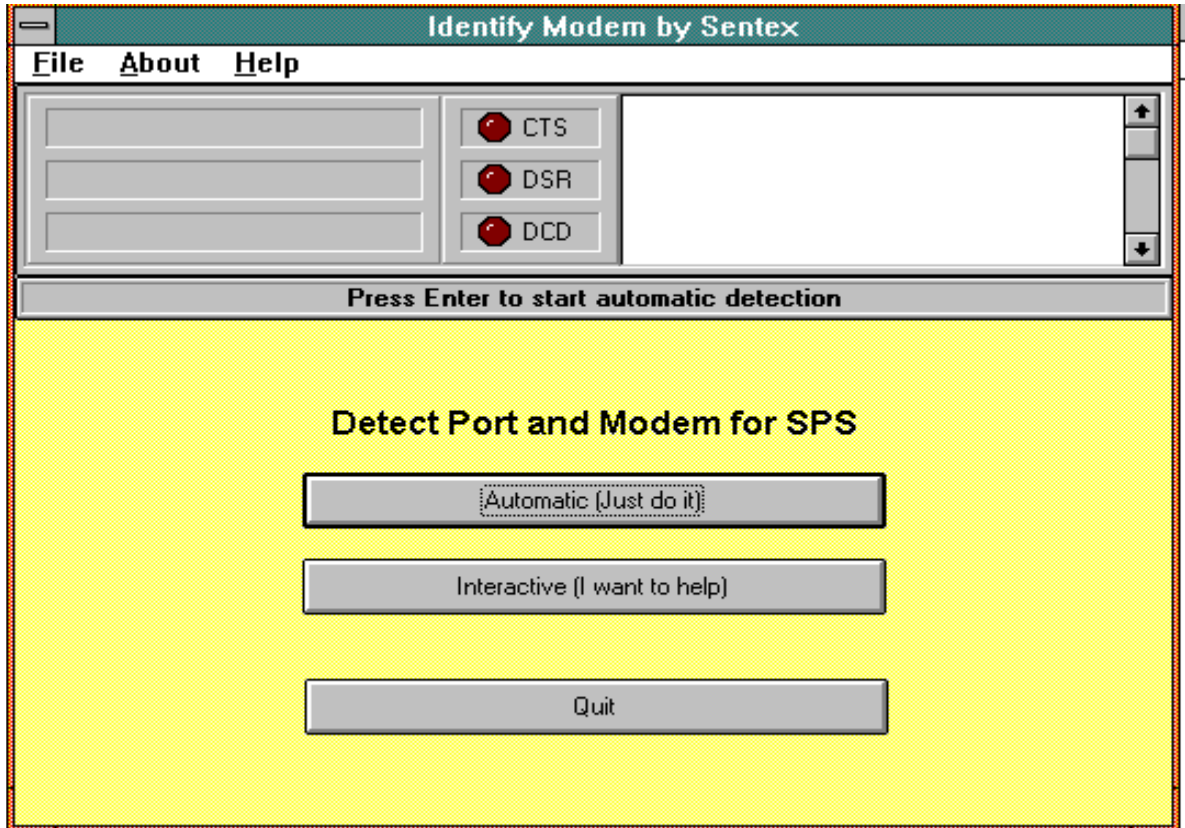 Identify Modem by Sentex
File About Help
CTS
DSR
DCD
Press Enter to start automatic detection
Detect Port and Modem for SPS
Automatic (Just do it)
Interactive (I want to help)
Quit